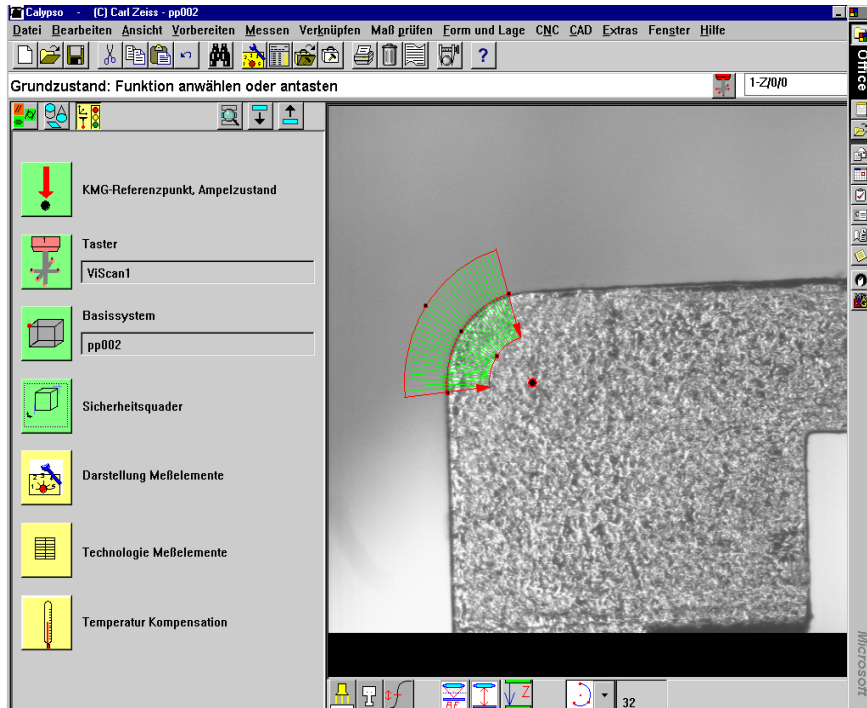 Calypso - (C) Carl Zeiss - pp002
Datei Bearbeiten Ansicht Vorbereiten Messen Verknüpfen Maß prüfen Form und Lage CNC CAD Extras Fenster Hilfe
Grundzustand: Funktion anwählen oder antasten
1-Z/0/0
Office
KMG-Referenzpunkt, Ampelzustand
Taster
ViScan1
Basissystem
pp002
Sicherheitsquader
Darstellung Meßelemente
Technologie Meßelemente
Temperatur Kompensation
Microsoft
AF
Z
32